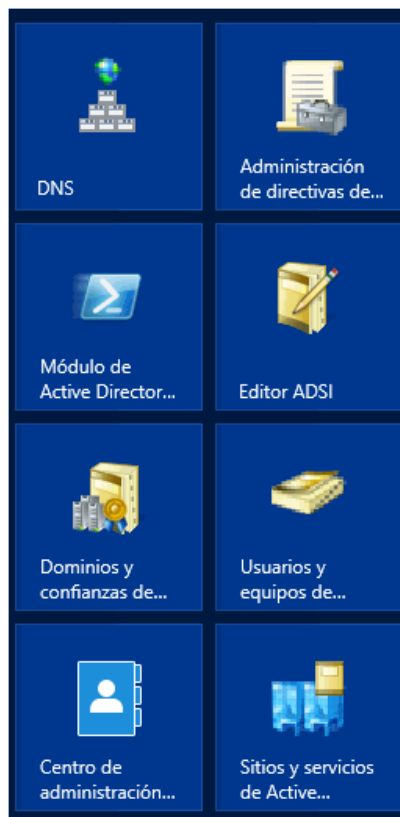 DNS
Administración
de directivas de...
Módulo de
Active Director...
Editor ADSI
Dominios y
confianzas de...
Usuarios y
equipos de...
Centro de
administración...
Sitios y servicios
de Active...